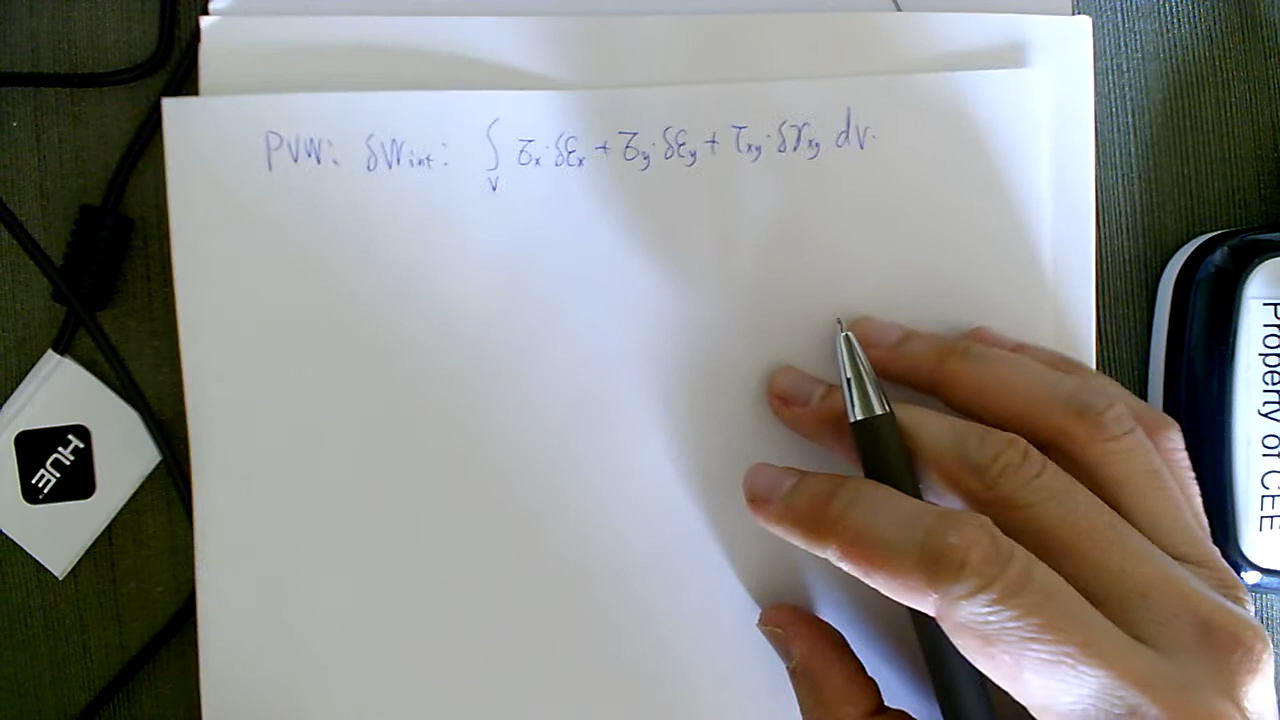 PVW: δWint: ∫V σx·δεx + σy·δεy + τxy·δγxy dv.
HUE
Property of CEE